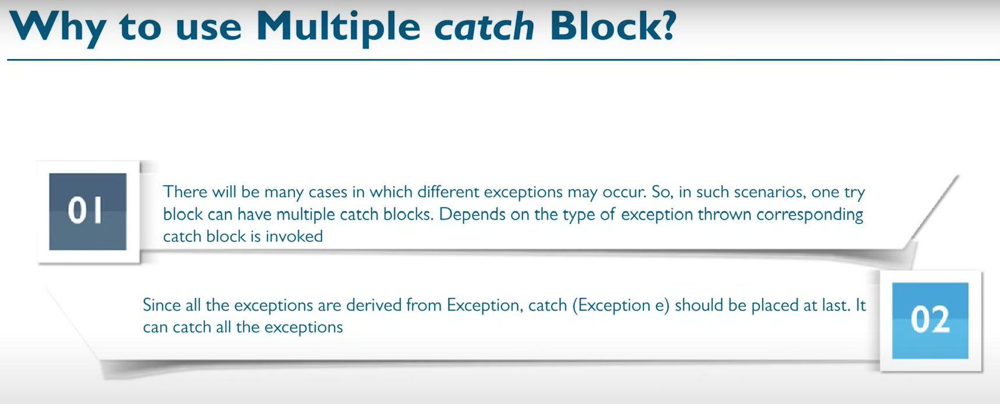 Why to use Multiple catch Block?
01
There will be many cases in which different exceptions may occur. So, in such scenarios, one try
block can have multiple catch blocks. Depends on the type of exception thrown corresponding
catch block is invoked
Since all the exceptions are derived from Exception, catch (Exception e) should be placed at last. It
can catch all the exceptions
02